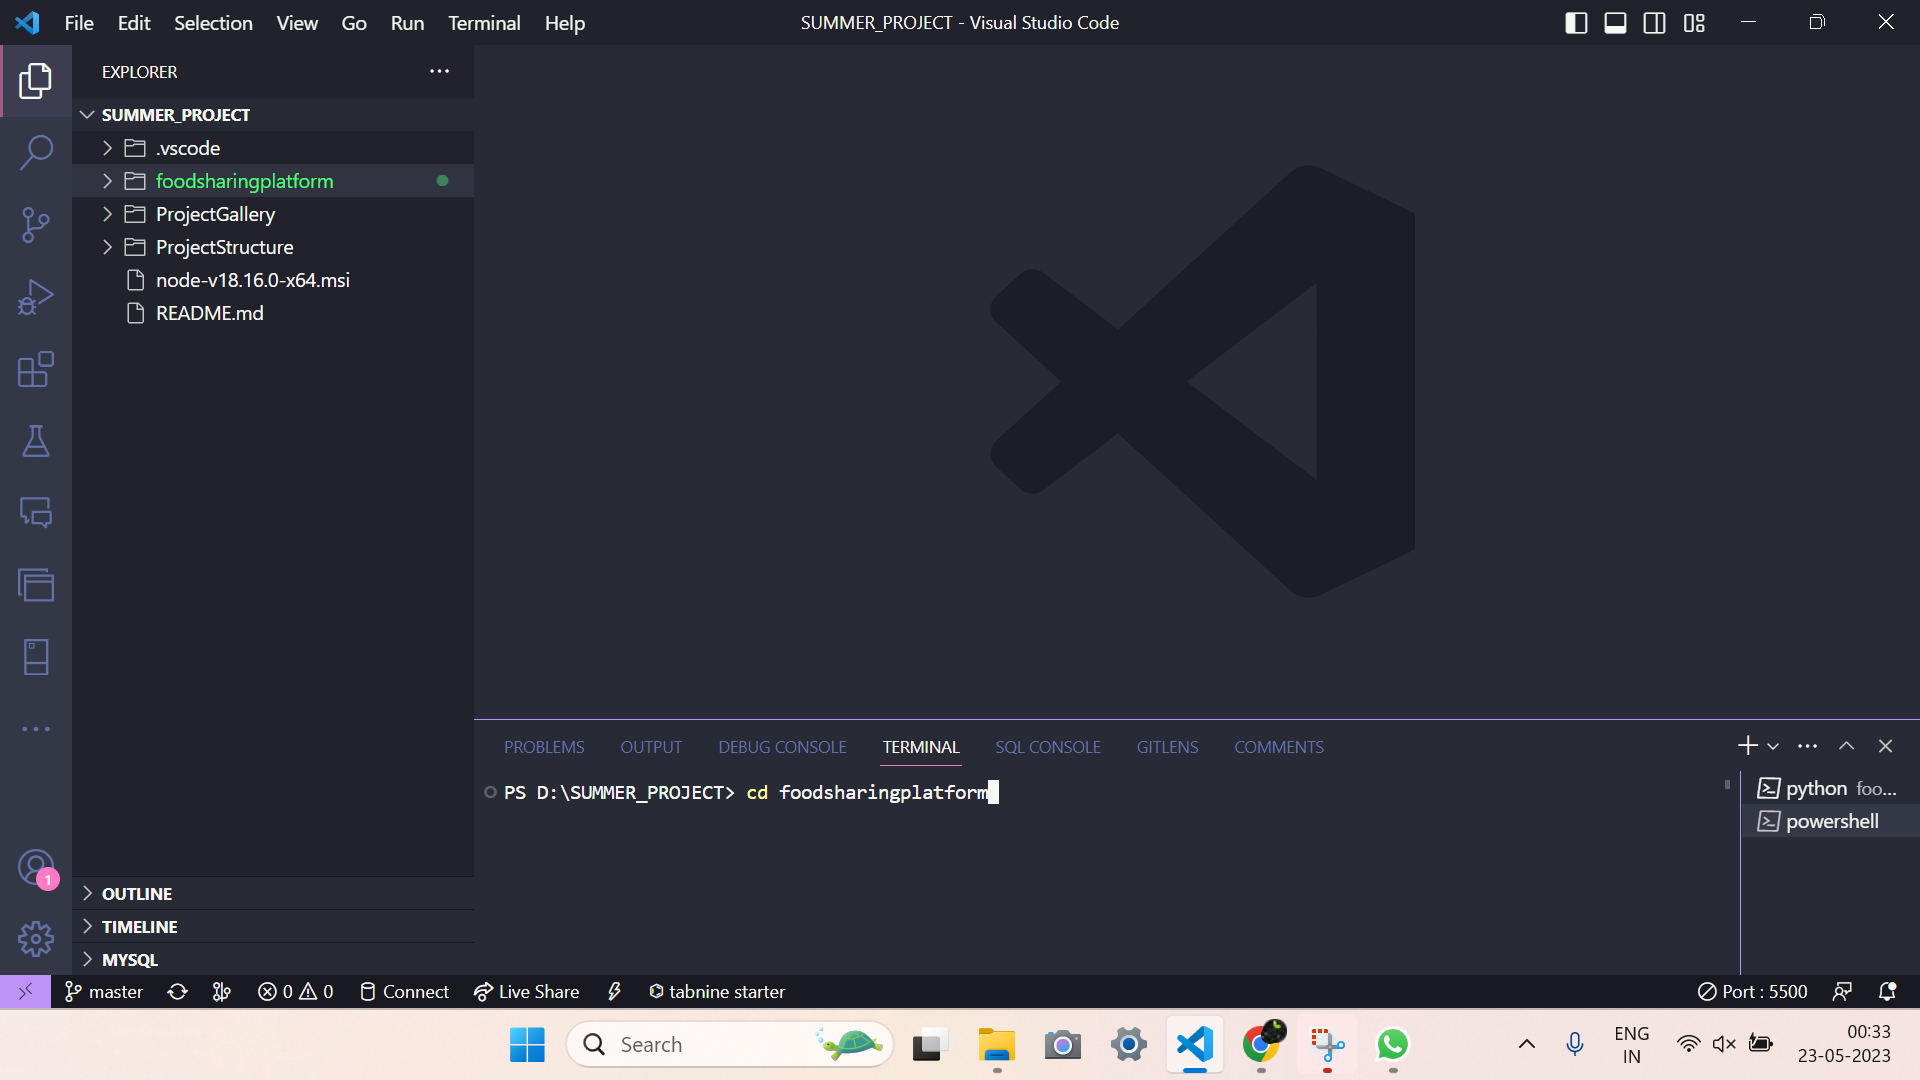 File Edit Selection View Go Run Terminal Help
SUMMER_PROJECT - Visual Studio Code
EXPLORER
SUMMER_PROJECT
.vscode
foodsharingplatform
ProjectGallery
ProjectStructure
node-v18.16.0-x64.msi
README.md
PROBLEMS OUTPUT DEBUG CONSOLE TERMINAL SQL CONSOLE GITLENS COMMENTS
PS D:\SUMMER_PROJECT> cd foodsharingplatform
python foo...
powershell
1
OUTLINE
TIMELINE
MYSQL
master 0 0 Connect Live Share tabnine starter Port : 5500
Search
ENG
IN
00:33
23-05-2023